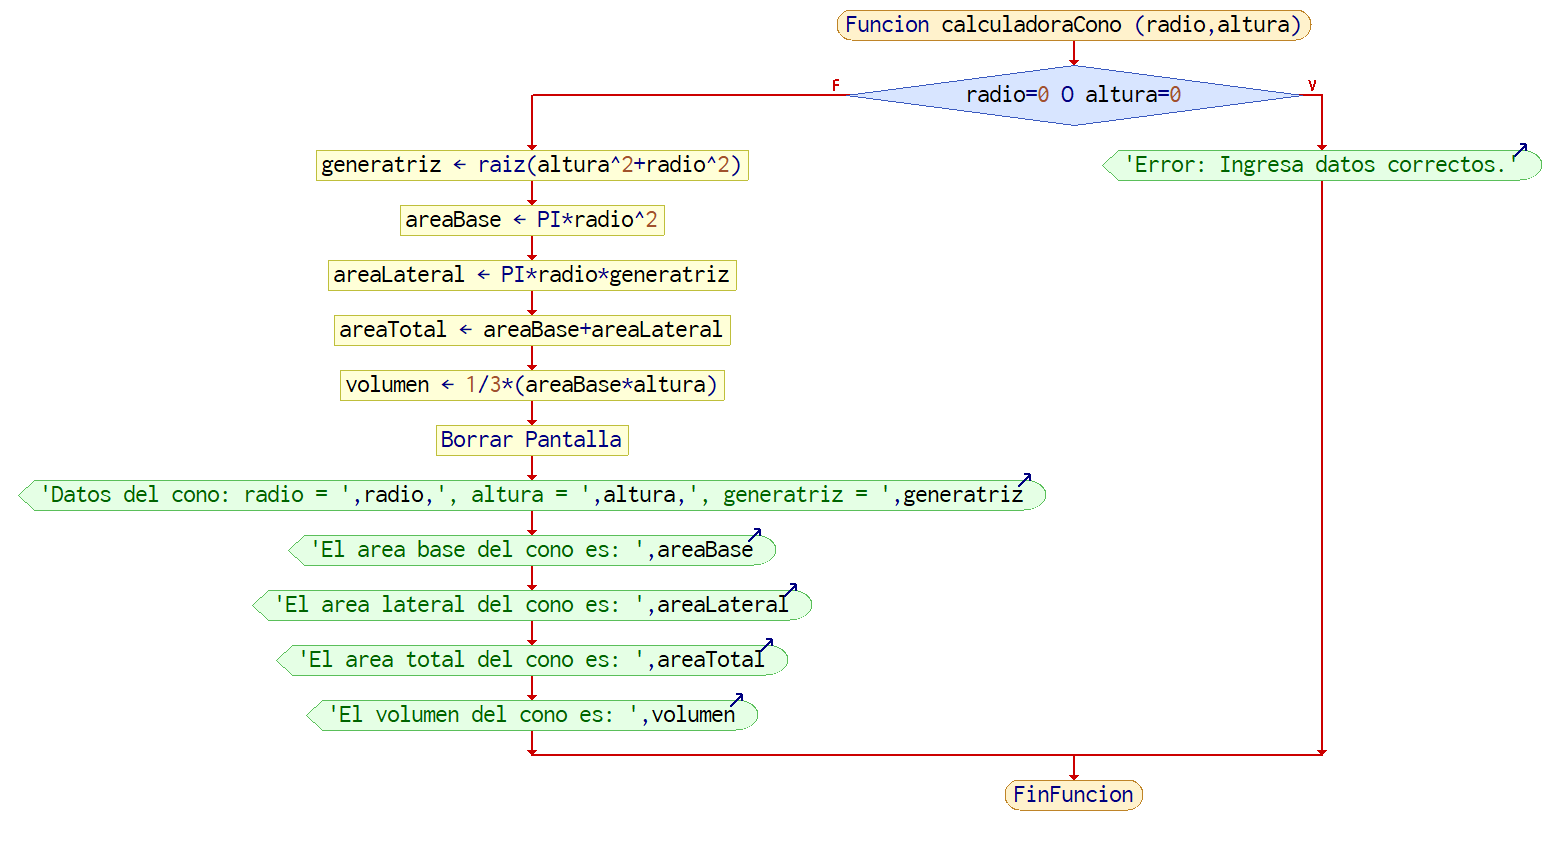 Funcion calculadoraCono (radio,altura)
F
V
radio=0 O altura=0
generatriz ← raiz(altura^2+radio^2)
'Error: Ingresa datos correctos.'
areaBase ← PI*radio^2
areaLateral ← PI*radio*generatriz
areaTotal ← areaBase+areaLateral
volumen ← 1/3*(areaBase*altura)
Borrar Pantalla
'Datos del cono: radio = ',radio,', altura = ',altura,', generatriz = ',generatriz
'El area base del cono es: ',areaBase
'El area lateral del cono es: ',areaLateral
'El area total del cono es: ',areaTotal
'El volumen del cono es: ',volumen
FinFuncion